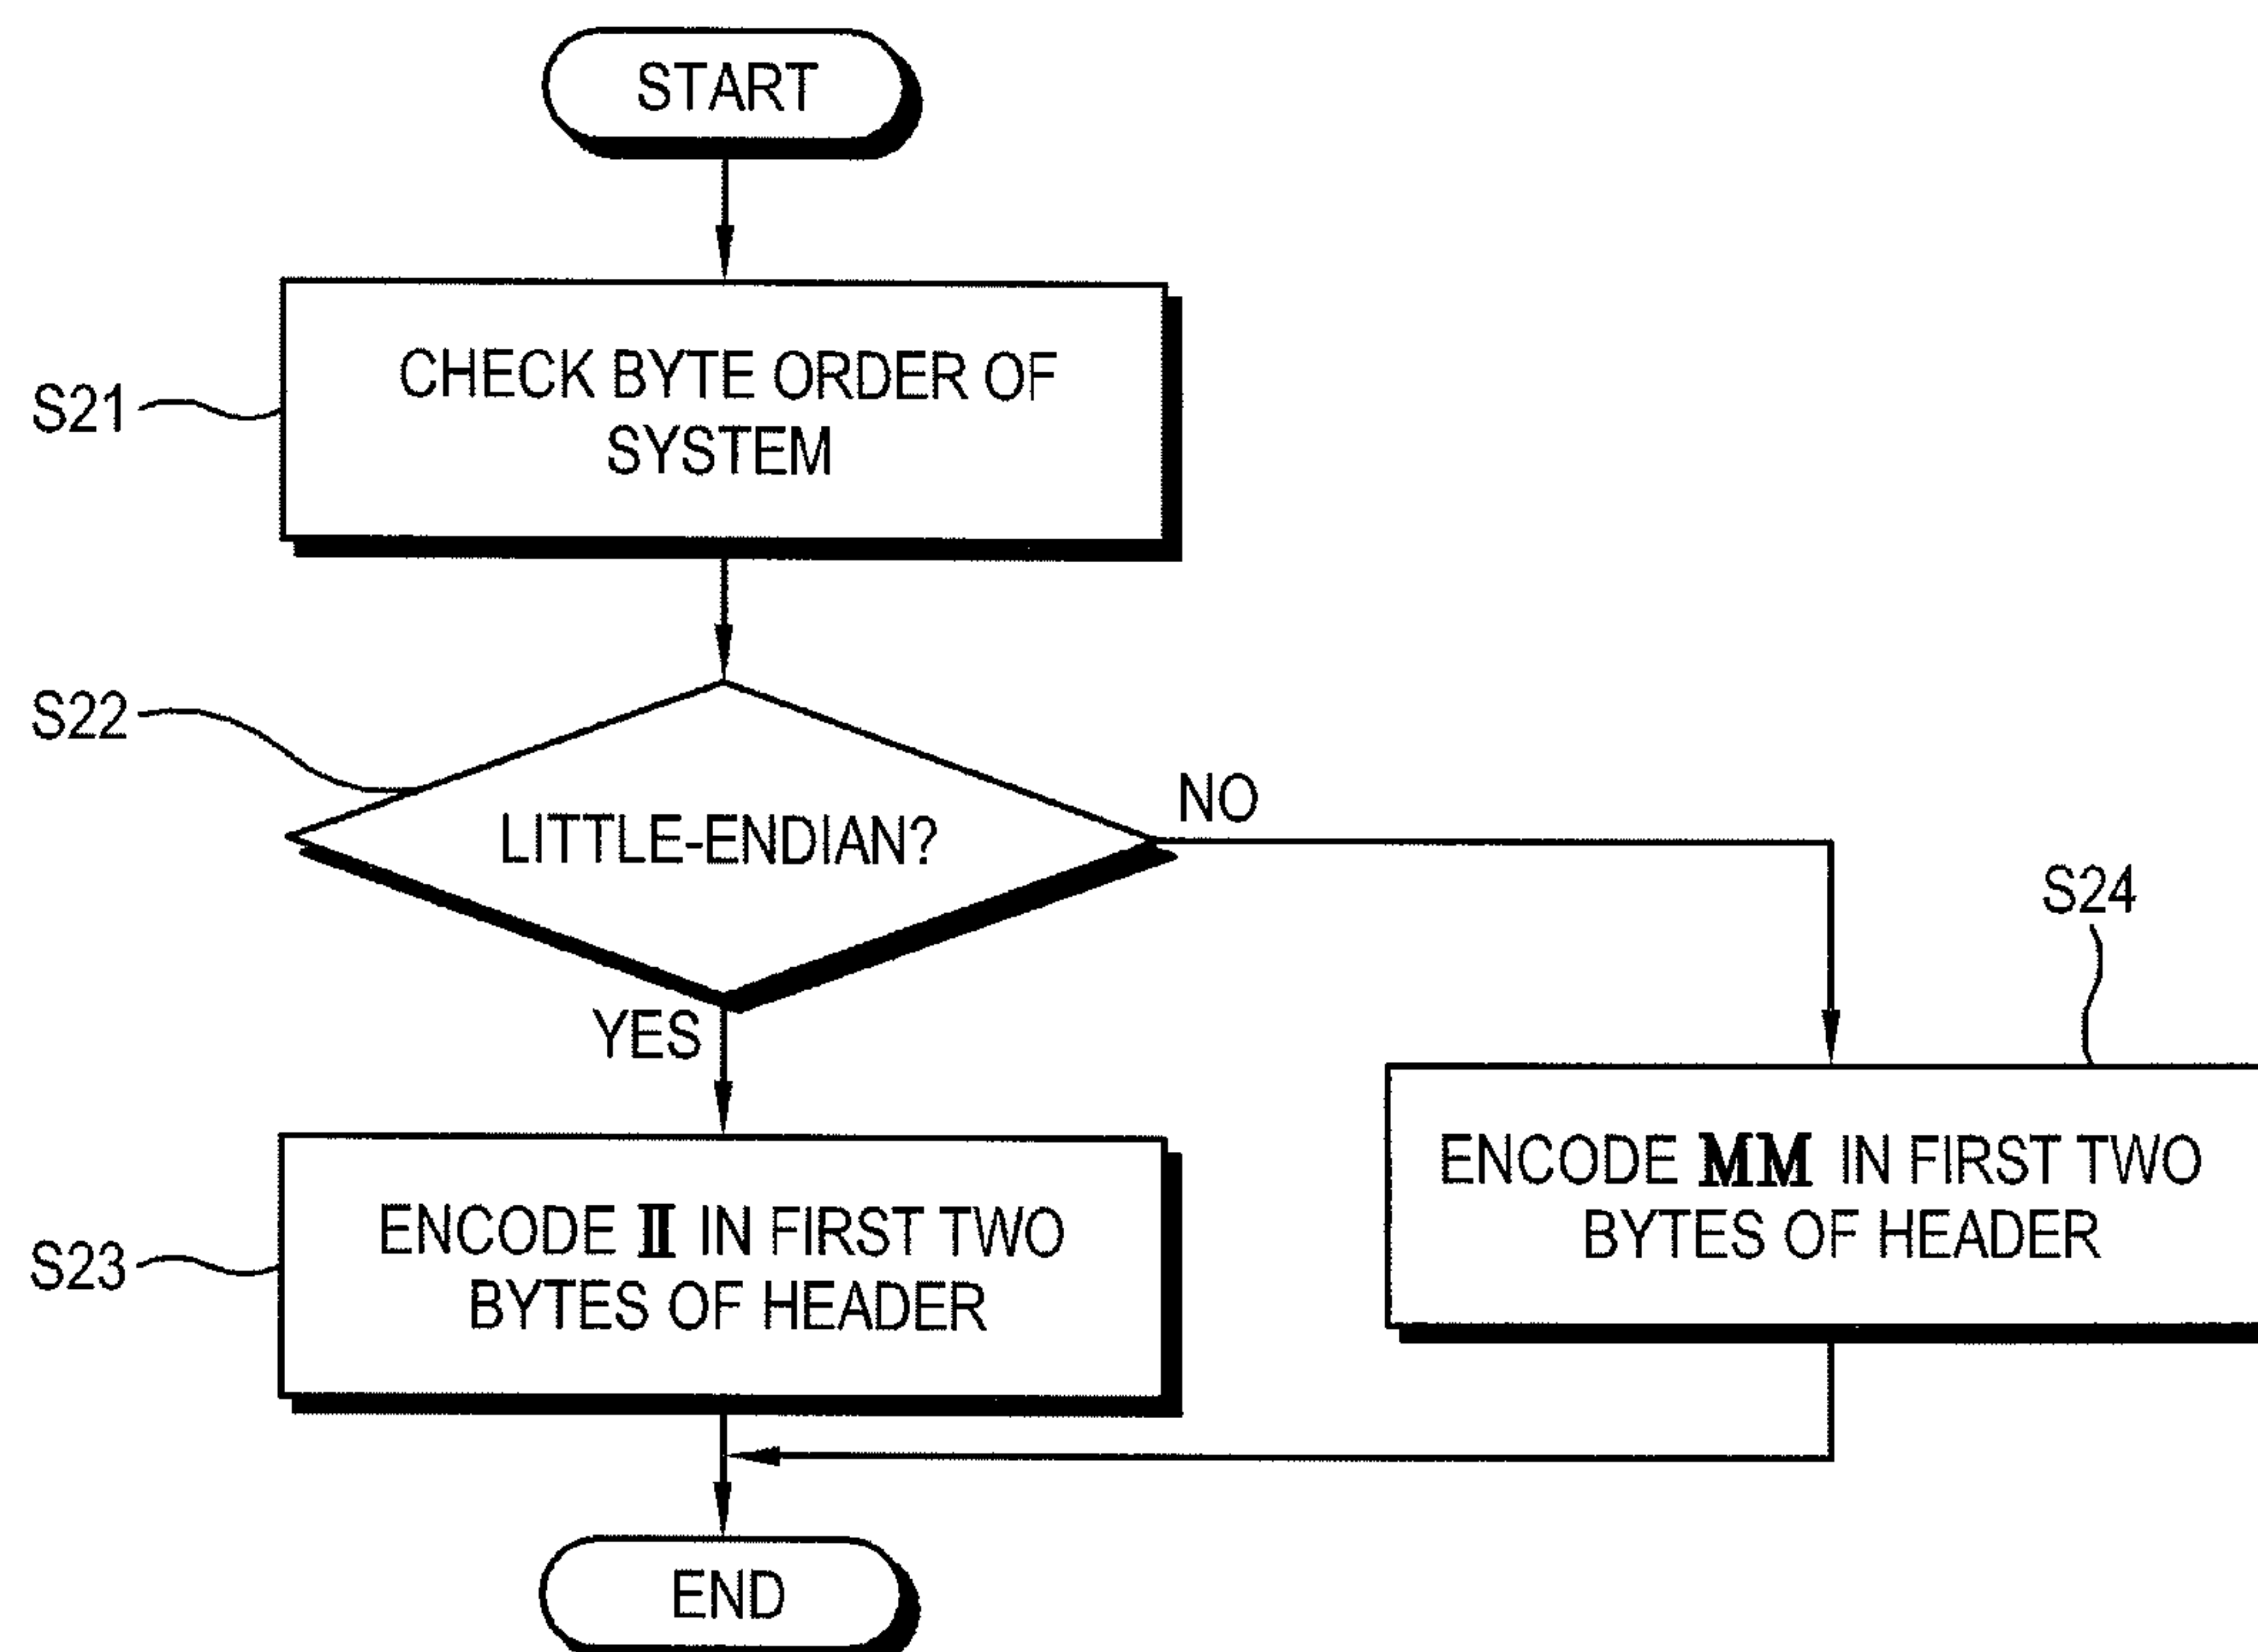 START
S21
CHECK BYTE ORDER OF
SYSTEM
S22
LITTLE-ENDIAN?
NO
YES
S24
ENCODE MM IN FIRST TWO
BYTES OF HEADER
S23
ENCODE II IN FIRST TWO
BYTES OF HEADER
END